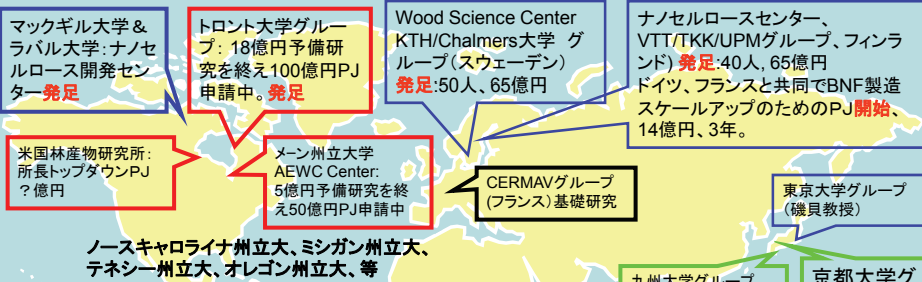 マックギル大学&
ラバル大学:ナノセ
ルロース開発セン
ター発足
トロント大学グルー
プ: 18億円予備研
究を終え100億円PJ
申請中。発足
Wood Science Center
KTH/Chalmers大学 グ
ループ(スウェーデン)
発足:50人、65億円
ナノセルロースセンター、
VTT/TKK/UPMグループ、フィンラ
ンド) 発足:40人, 65億円
ドイツ、フランスと共同でBNF製造
スケールアップのためのPJ開始、
14億円、3年。
米国林産物研究所:
所長トップダウンPJ
?億円
メーン州立大学
AEWC Center:
5億円予備研究を終
え50億円PJ申請中
CERMAVグループ
(フランス)基礎研究
東京大学グループ
(磯貝教授)
ノースキャロライナ州立大、ミシガン州立大、
テネシー州立大、オレゴン州立大、等
九州大学グループ
京都大学グ